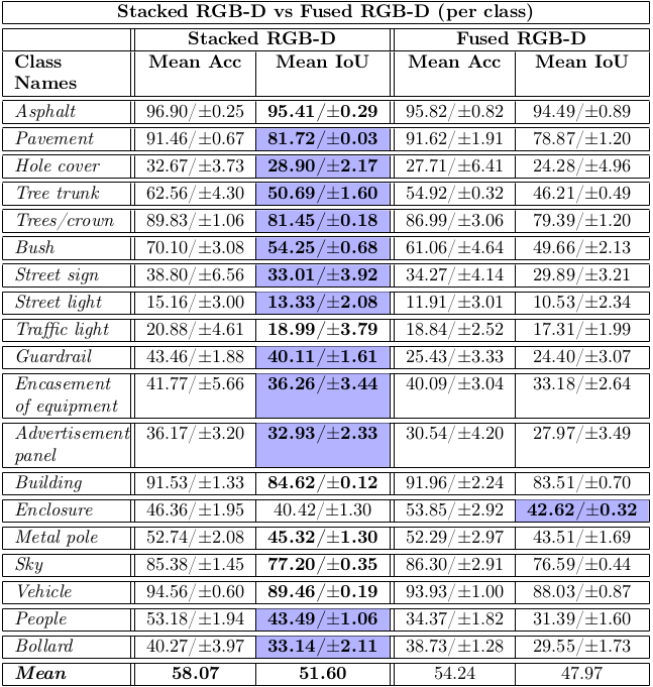 Stacked RGB-D vs Fused RGB-D (per class)
Stacked RGB-D Fused RGB-D
Class Names Mean Acc Mean IoU Mean Acc Mean IoU
Asphalt 96.90/±0.25 95.41/±0.29 95.82/±0.82 94.49/±0.89
Pavement 91.46/±0.67 81.72/±0.03 91.62/±1.91 78.87/±1.20
Hole cover 32.67/±3.73 28.90/±2.17 27.71/±6.41 24.28/±4.96
Tree trunk 62.56/±4.30 50.69/±1.60 54.92/±0.32 46.21/±0.49
Trees/crown 89.83/±1.06 81.45/±0.18 86.99/±3.06 79.39/±1.20
Bush 70.10/±3.08 54.25/±0.68 61.06/±4.64 49.66/±2.13
Street sign 38.80/±6.56 33.01/±3.92 34.27/±4.14 29.89/±3.21
Street light 15.16/±3.00 13.33/±2.08 11.91/±3.01 10.53/±2.34
Traffic light 20.88/±4.61 18.99/±3.79 18.84/±2.52 17.31/±1.99
Guardrail 43.46/±1.88 40.11/±1.61 25.43/±3.33 24.40/±3.07
Encasement 41.77/±5.66 36.26/±3.44 40.09/±3.04 33.18/±2.64
of equipment
Advertisement 36.17/±3.20 32.93/±2.33 30.54/±4.20 27.97/±3.49
panel
Building 91.53/±1.33 84.62/±0.12 91.96/±2.24 83.51/±0.70
Enclosure 46.36/±1.95 40.42/±1.30 53.85/±2.92 42.62/±0.32
Metal pole 52.74/±2.08 45.32/±1.30 52.29/±2.97 43.51/±1.69
Sky 85.38/±1.45 77.20/±0.35 86.30/±2.91 76.59/±0.44
Vehicle 94.56/±0.60 89.46/±0.19 93.93/±1.00 88.03/±0.87
People 53.18/±1.94 43.49/±1.06 34.37/±1.82 31.39/±1.60
Bollard 40.27/±3.97 33.14/±2.11 38.73/±1.28 29.55/±1.73
Mean 58.07 51.60 54.24 47.97